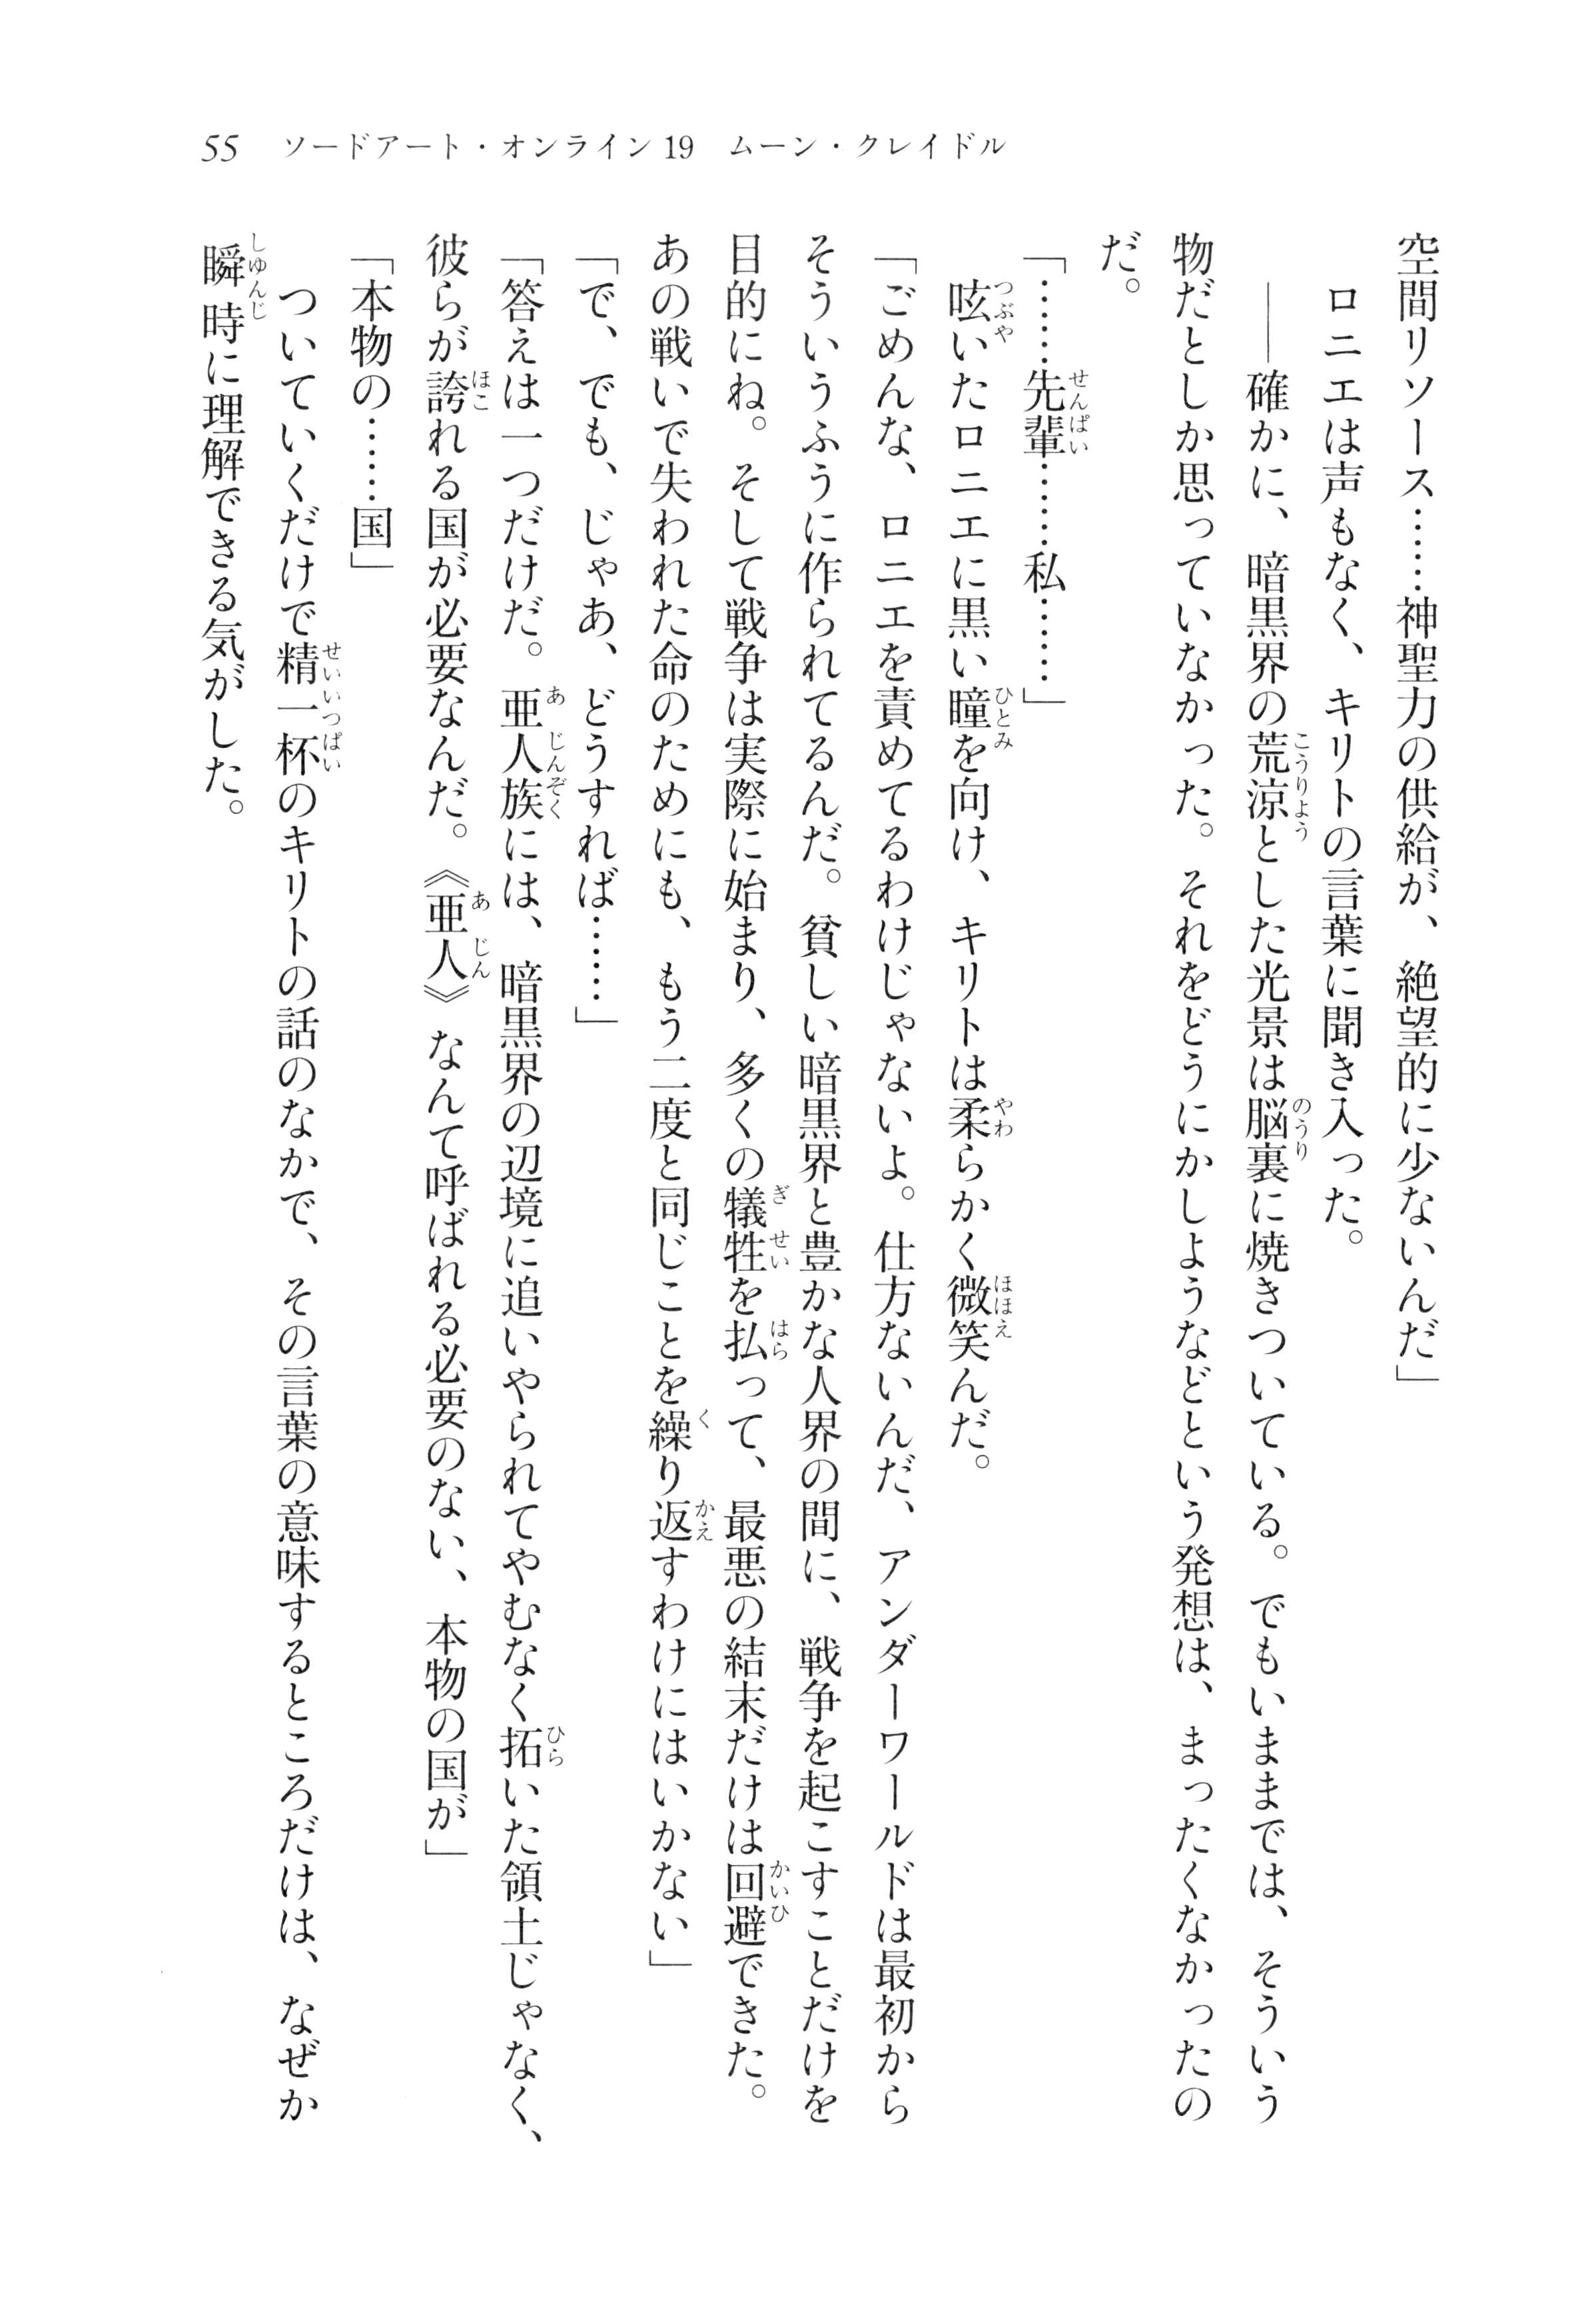 55 ソードアート・オンライン19 ムーン・クレイドル
空間リソース……神聖力の供給が、絶望的に少ないんだ」
　ロニエは声もなく、キリトの言葉に聞き入った。
　――確かに、暗黒界の荒涼とした光景は脳裏に焼きついている。でもいままでは、そういう
物だとしか思っていなかった。それをどうにかしようなどという発想は、まったくなかったの
だ。
「……先輩……私……」
　呟いたロニエに黒い瞳を向け、キリトは柔らかく微笑んだ。
「ごめんな、ロニエを責めてるわけじゃないよ。仕方ないんだ、アンダーワールドは最初から
そういうふうに作られてるんだ。貧しい暗黒界と豊かな人界の間に、戦争を起こすことだけを
目的にね。そして戦争は実際に始まり、多くの犠牲を払って、最悪の結末だけは回避できた。
あの戦いで失われた命のためにも、もう二度と同じことを繰り返すわけにはいかない」
「で、でも、じゃあ、どうすれば……」
「答えは一つだけだ。亜人族には、暗黒界の辺境に追いやられてやむなく拓いた領土じゃなく、
彼らが誇れる国が必要なんだ。《亜人》なんて呼ばれる必要のない、本物の国が」
「本物の……国」
　ついていくだけで精一杯のキリトの話のなかで、その言葉の意味するところだけは、なぜか
瞬時に理解できる気がした。